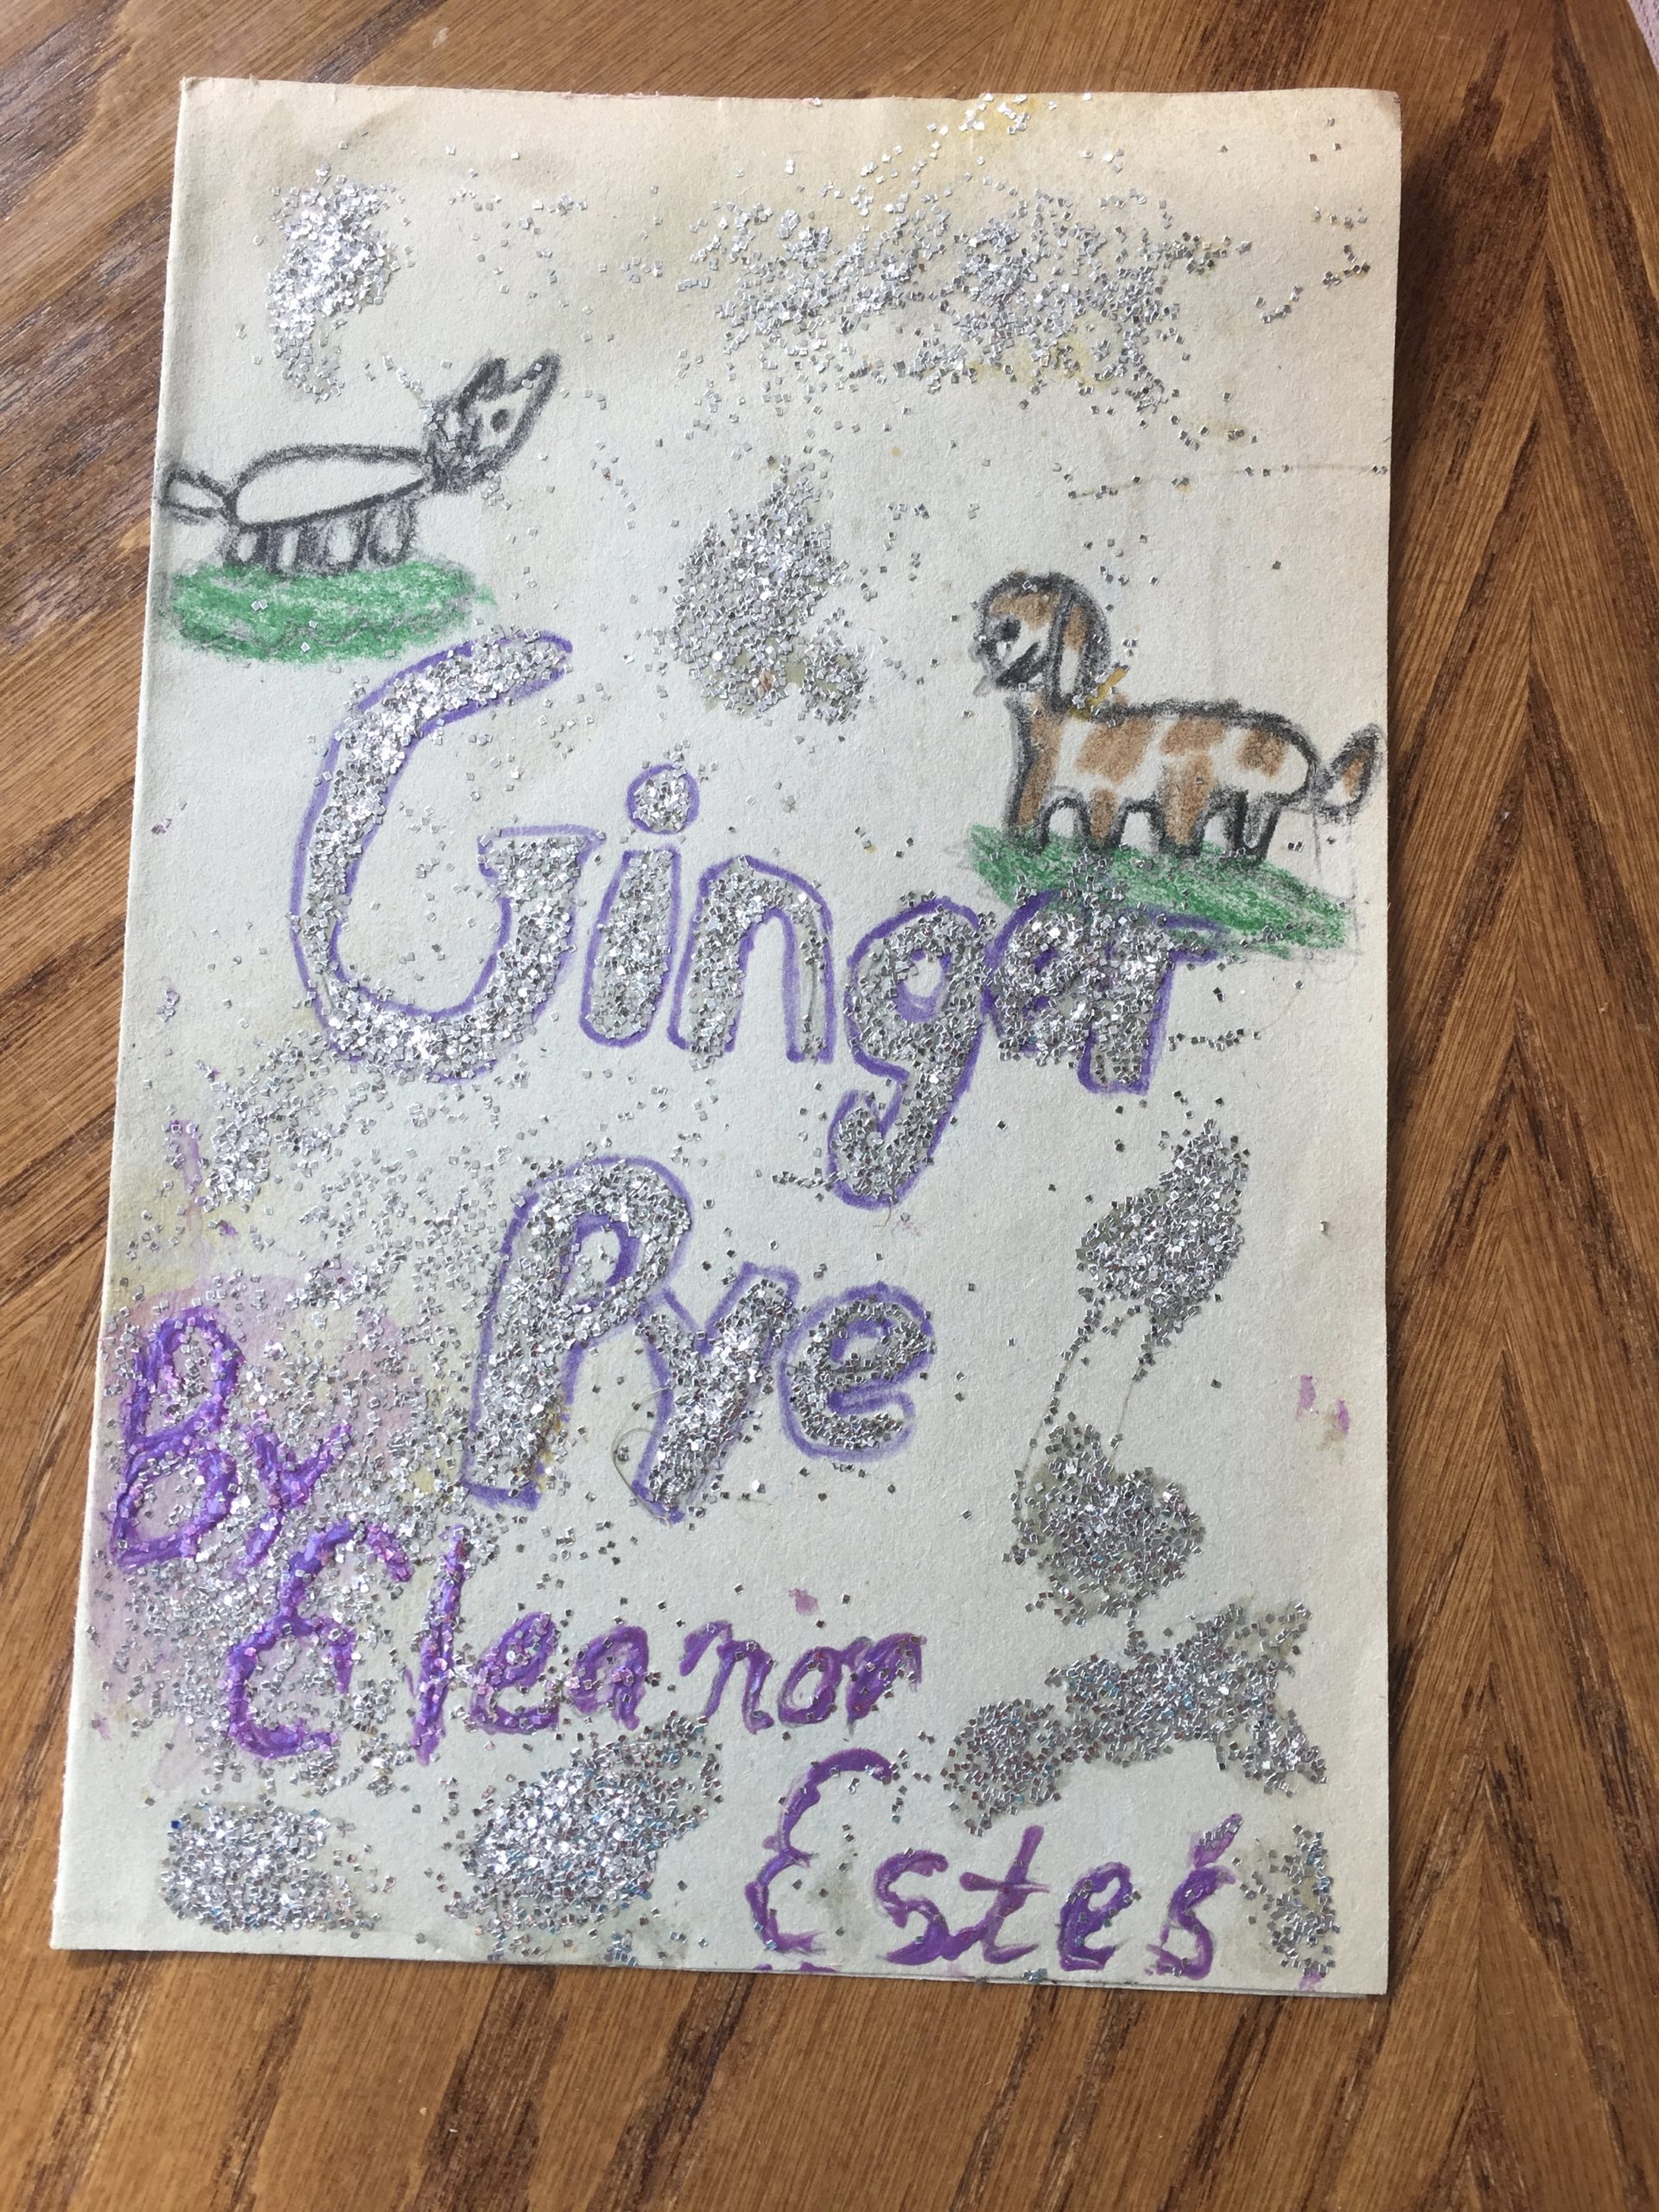 Ginger
Pye
By
Eleanor
Estes